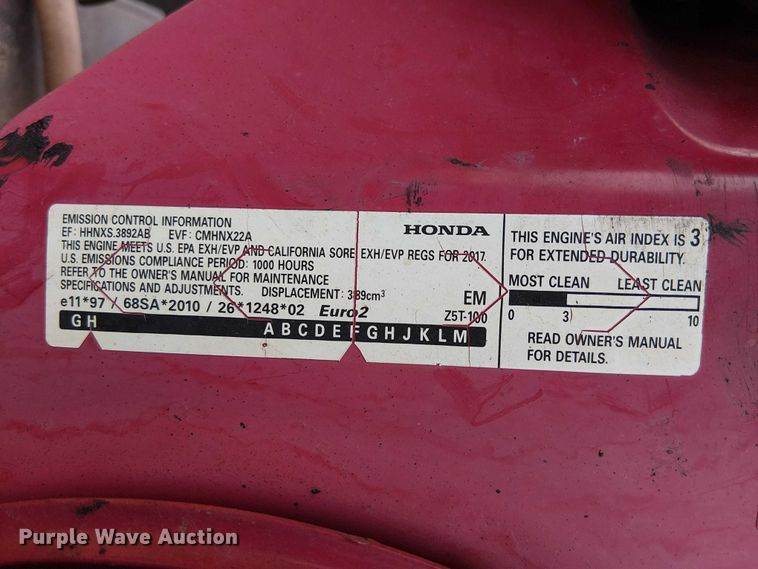 EMISSION CONTROL INFORMATION
EF: HHNXS.3892AB EVF: CMHNX22A
THIS ENGINE MEETS U.S. EPA EXH/EVP AND CALIFORNIA SORE EXH/EVP REGS FOR 2017.
U.S. EMISSIONS COMPLIANCE PERIOD: 1000 HOURS
REFER TO THE OWNER'S MANUAL FOR MAINTENANCE
SPECIFICATIONS AND ADJUSTMENTS. DISPLACEMENT: 389cm³
e11*97 / 68SA*2010 / 26*1248*02 Euro2
GH ABCDEFGHJKLM
HONDA
EM
Z5T-100
THIS ENGINE'S AIR INDEX IS 3
FOR EXTENDED DURABILITY.
MOST CLEAN LEAST CLEAN
0 3 10
READ OWNER'S MANUAL
FOR DETAILS.
Purple Wave Auction